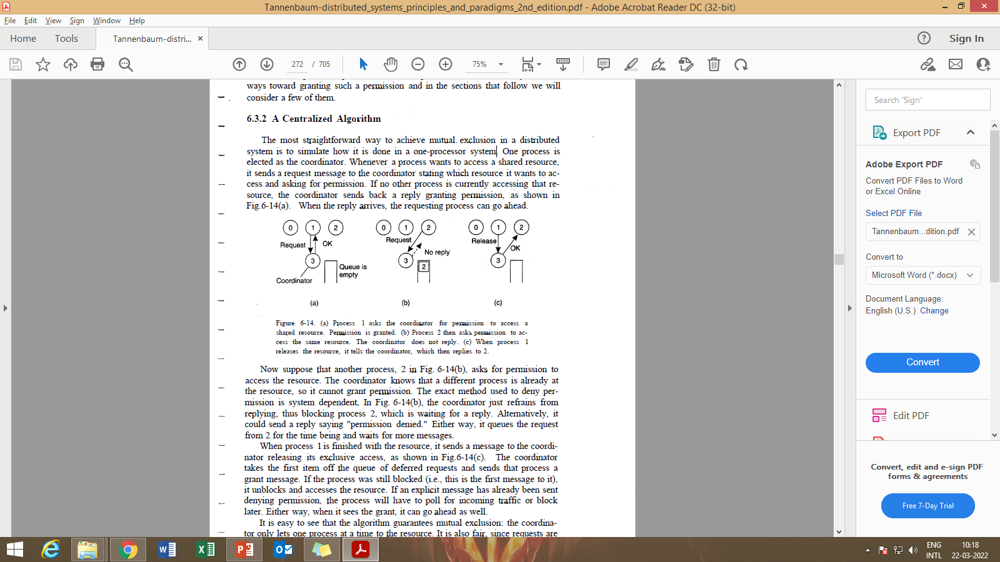 Tannenbaum-distributed_systems_principles_and_paradigms_2nd_edition.pdf - Adobe Acrobat Reader DC (32-bit)
File Edit View Sign Window Help
Home Tools Tannenbaum-distri... × ? Sign In
272 / 705 75%
ways toward granting such a permission and in the sections that follow we will
consider a few of them.
6.3.2 A Centralized Algorithm
The most straightforward way to achieve mutual exclusion in a distributed
system is to simulate how it is done in a one-processor system. One process is
elected as the coordinator. Whenever a process wants to access a shared resource,
it sends a request message to the coordinator stating which resource it wants to ac-
cess and asking for permission. If no other process is currently accessing that re-
source, the coordinator sends back a reply granting permission, as shown in
Fig.6-14(a). When the reply arrives, the requesting process can go ahead.
0 1 2 0 1 2 0 1 2
Request OK Request No reply Release OK
3 3 2 3
Queue is
empty
Coordinator
(a) (b) (c)
Figure 6-14. (a) Process 1 asks the coordinator for permission to access a
shared resource. Permission is granted. (b) Process 2 then asks permission to ac-
cess the same resource. The coordinator does not reply. (c) When process 1
releases the resource, it tells the coordinator, which then replies to 2.
Now suppose that another process, 2 in Fig. 6-14(b), asks for permission to
access the resource. The coordinator knows that a different process is already at
the resource, so it cannot grant permission. The exact method used to deny per-
mission is system dependent. In Fig. 6-14(b), the coordinator just refrains from
replying, thus blocking process 2, which is waiting for a reply. Alternatively, it
could send a reply saying "permission denied." Either way, it queues the request
from 2 for the time being and waits for more messages.
When process 1 is finished with the resource, it sends a message to the coordi-
nator releasing its exclusive access, as shown in Fig.6-14(c). The coordinator
takes the first item off the queue of deferred requests and sends that process a
grant message. If the process was still blocked (i.e., this is the first message to it),
it unblocks and accesses the resource. If an explicit message has already been sent
denying permission, the process will have to poll for incoming traffic or block
later. Either way, when it sees the grant, it can go ahead as well.
It is easy to see that the algorithm guarantees mutual exclusion: the coordina-
tor only lets one process at a time to the resource. It is also fair, since requests are
Search 'Sign'
Export PDF
Adobe Export PDF
Convert PDF Files to Word
or Excel Online
Select PDF File
Tannenbaum...dition.pdf
Convert to
Microsoft Word (*.docx)
Document Language:
English (U.S.) Change
Convert
Edit PDF
Convert, edit and e-sign PDF
forms & agreements
Free 7-Day Trial
ENG
INTL
10:18
22-03-2022